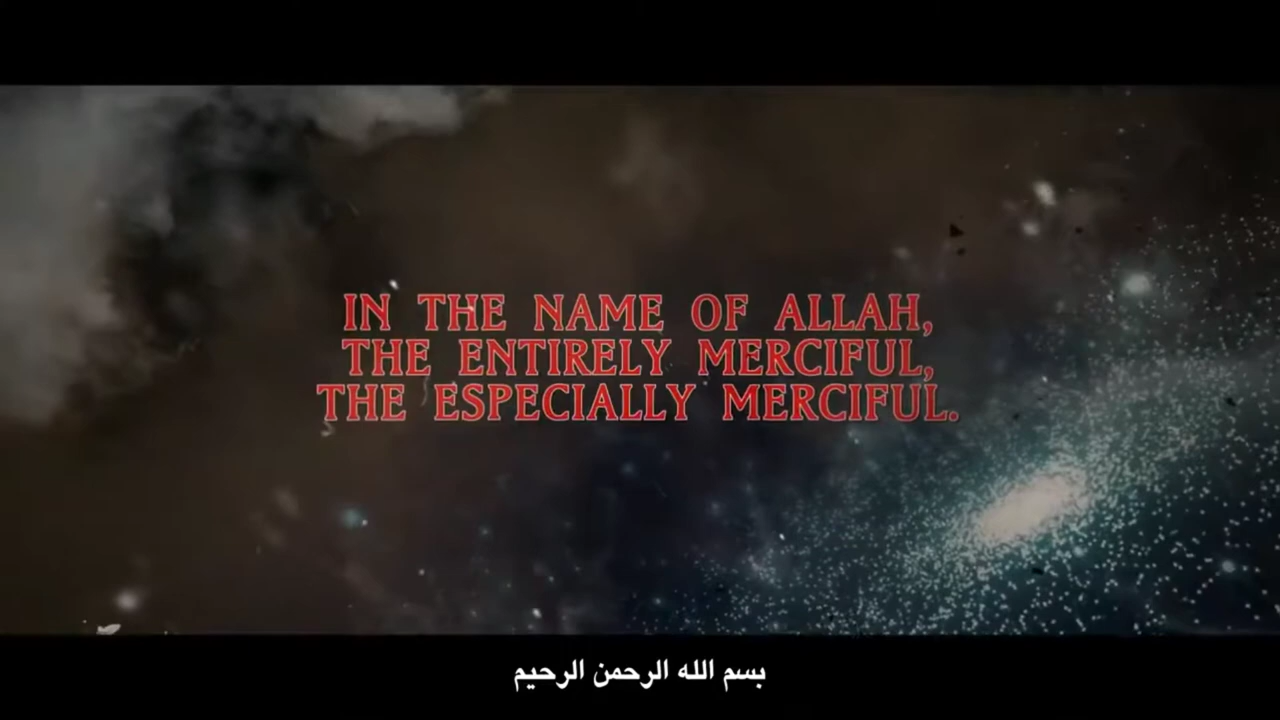 IN THE NAME OF ALLAH,
THE ENTIRELY MERCIFUL,
THE ESPECIALLY MERCIFUL.
بسم الله الرحمن الرحيم